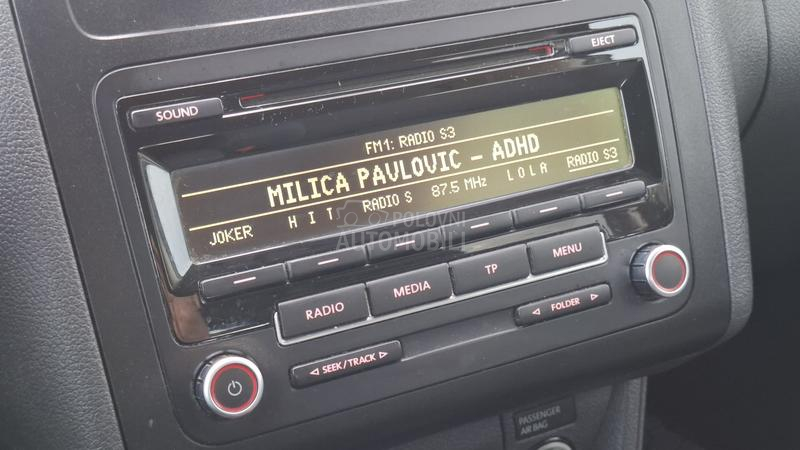 EJECT
SOUND
FM1: RADIO S3
MILICA PAVLOVIC - ADHD
JOKER HIT RADIO S 87.5 MHz LOLA RADIO S3
POLOVNI
AUTOMOBILI
RADIO MEDIA TP MENU
SEEK/TRACK FOLDER
PASSENGER
AIR BAG